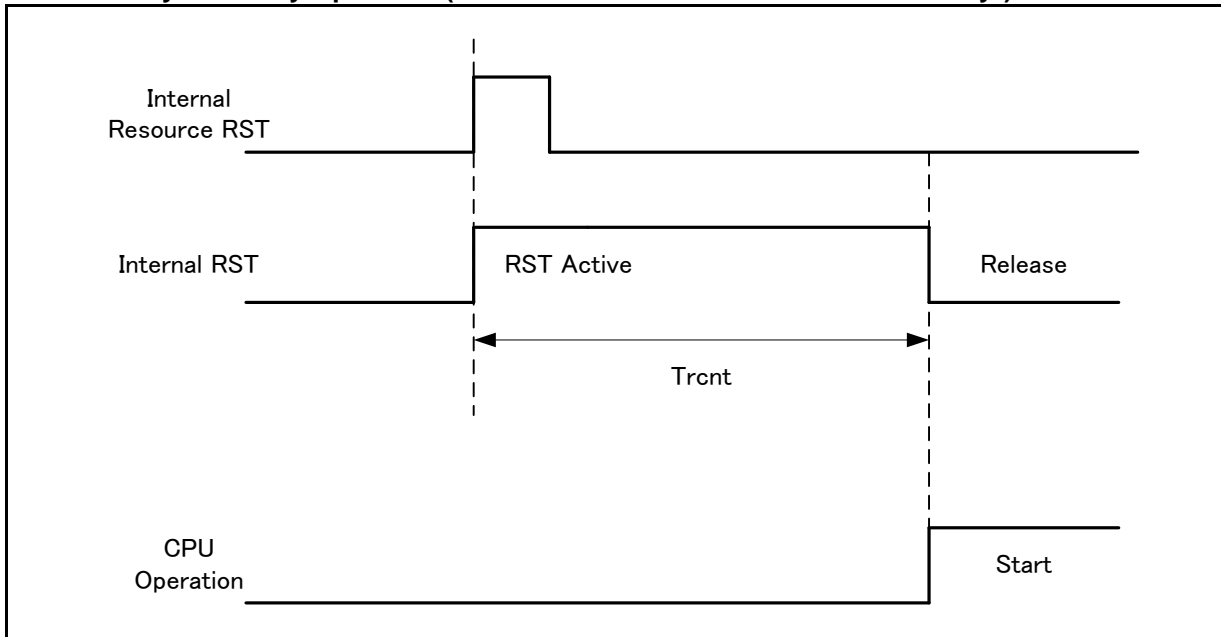 Internal
Resource RST
Internal RST
RST Active
Release
Trcnt
CPU
Operation
Start